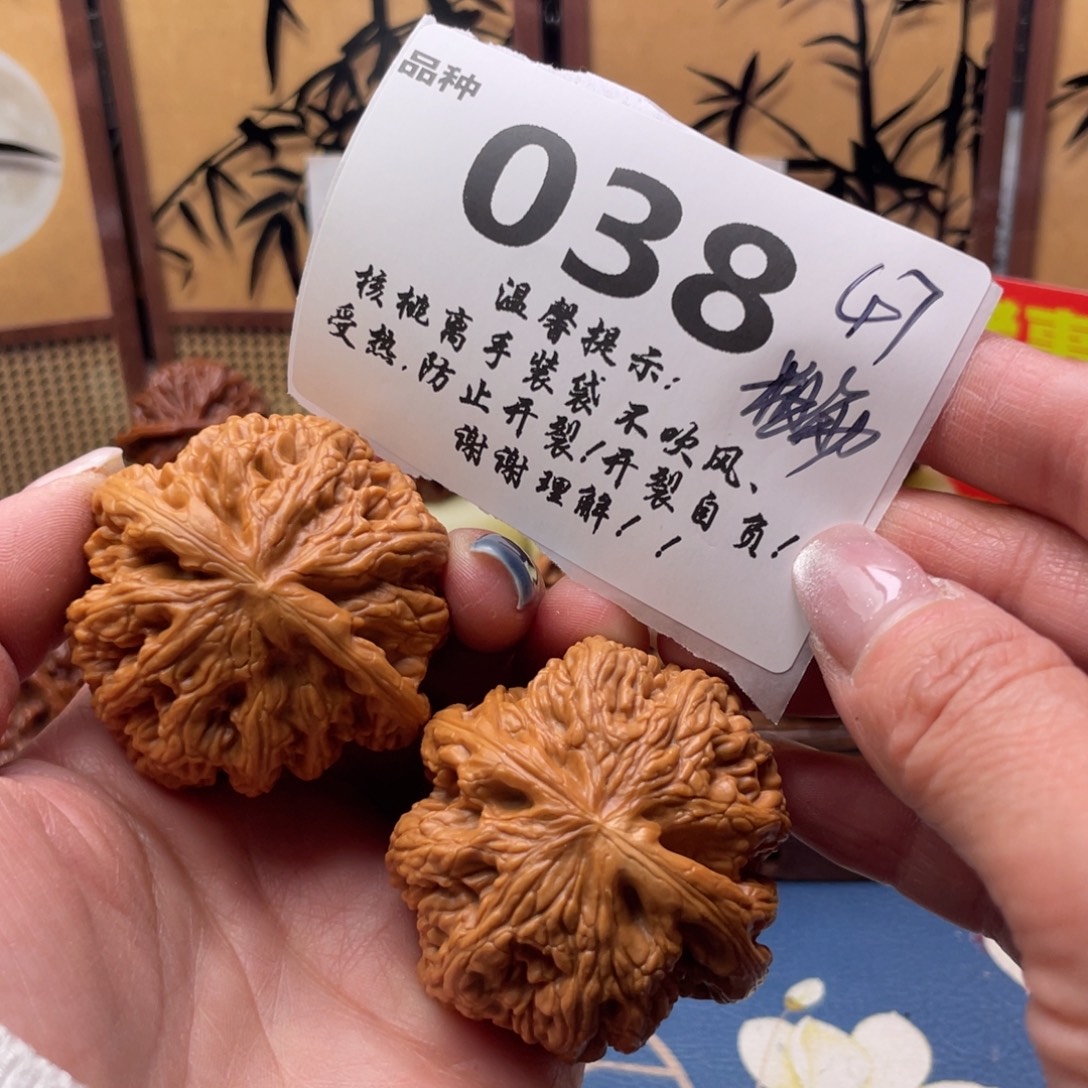 品种
038
温馨提示：
核桃离手装袋不吹风、
受热，防止开裂！开裂自负！
谢谢理解！！